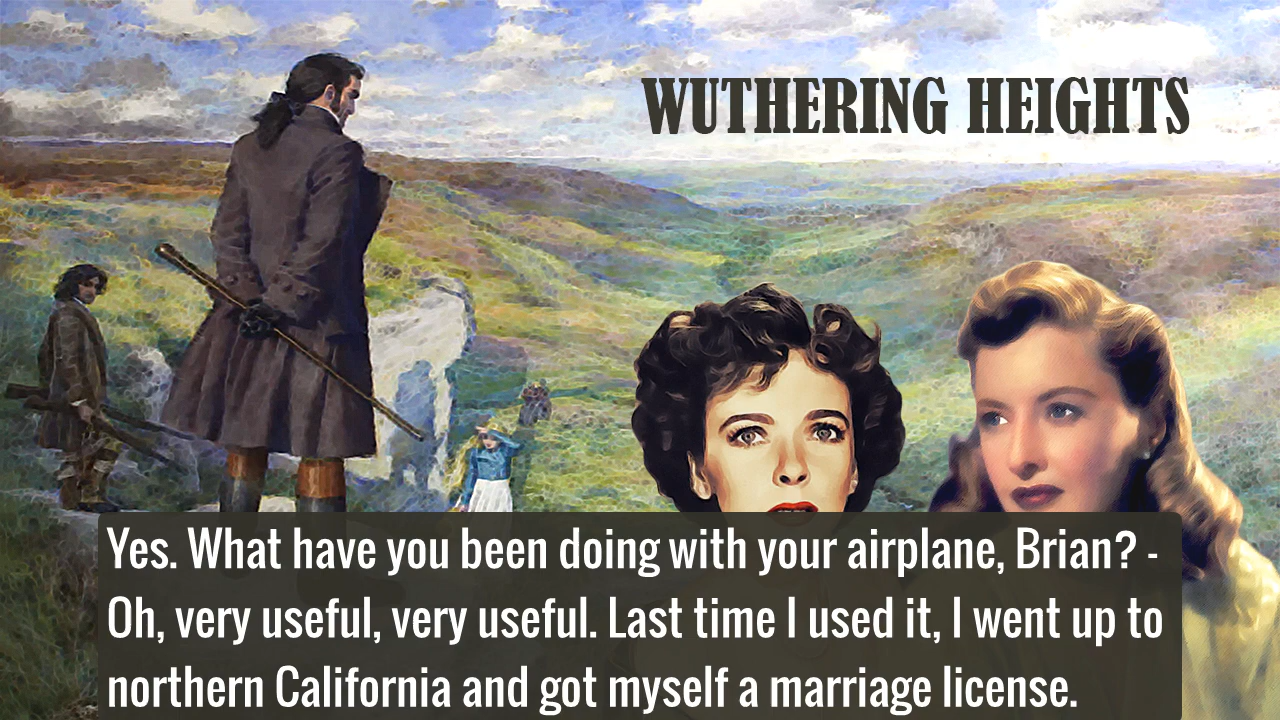 WUTHERING HEIGHTS
Yes. What have you been doing with your airplane, Brian? -
Oh, very useful, very useful. Last time I used it, I went up to
northern California and got myself a marriage license.